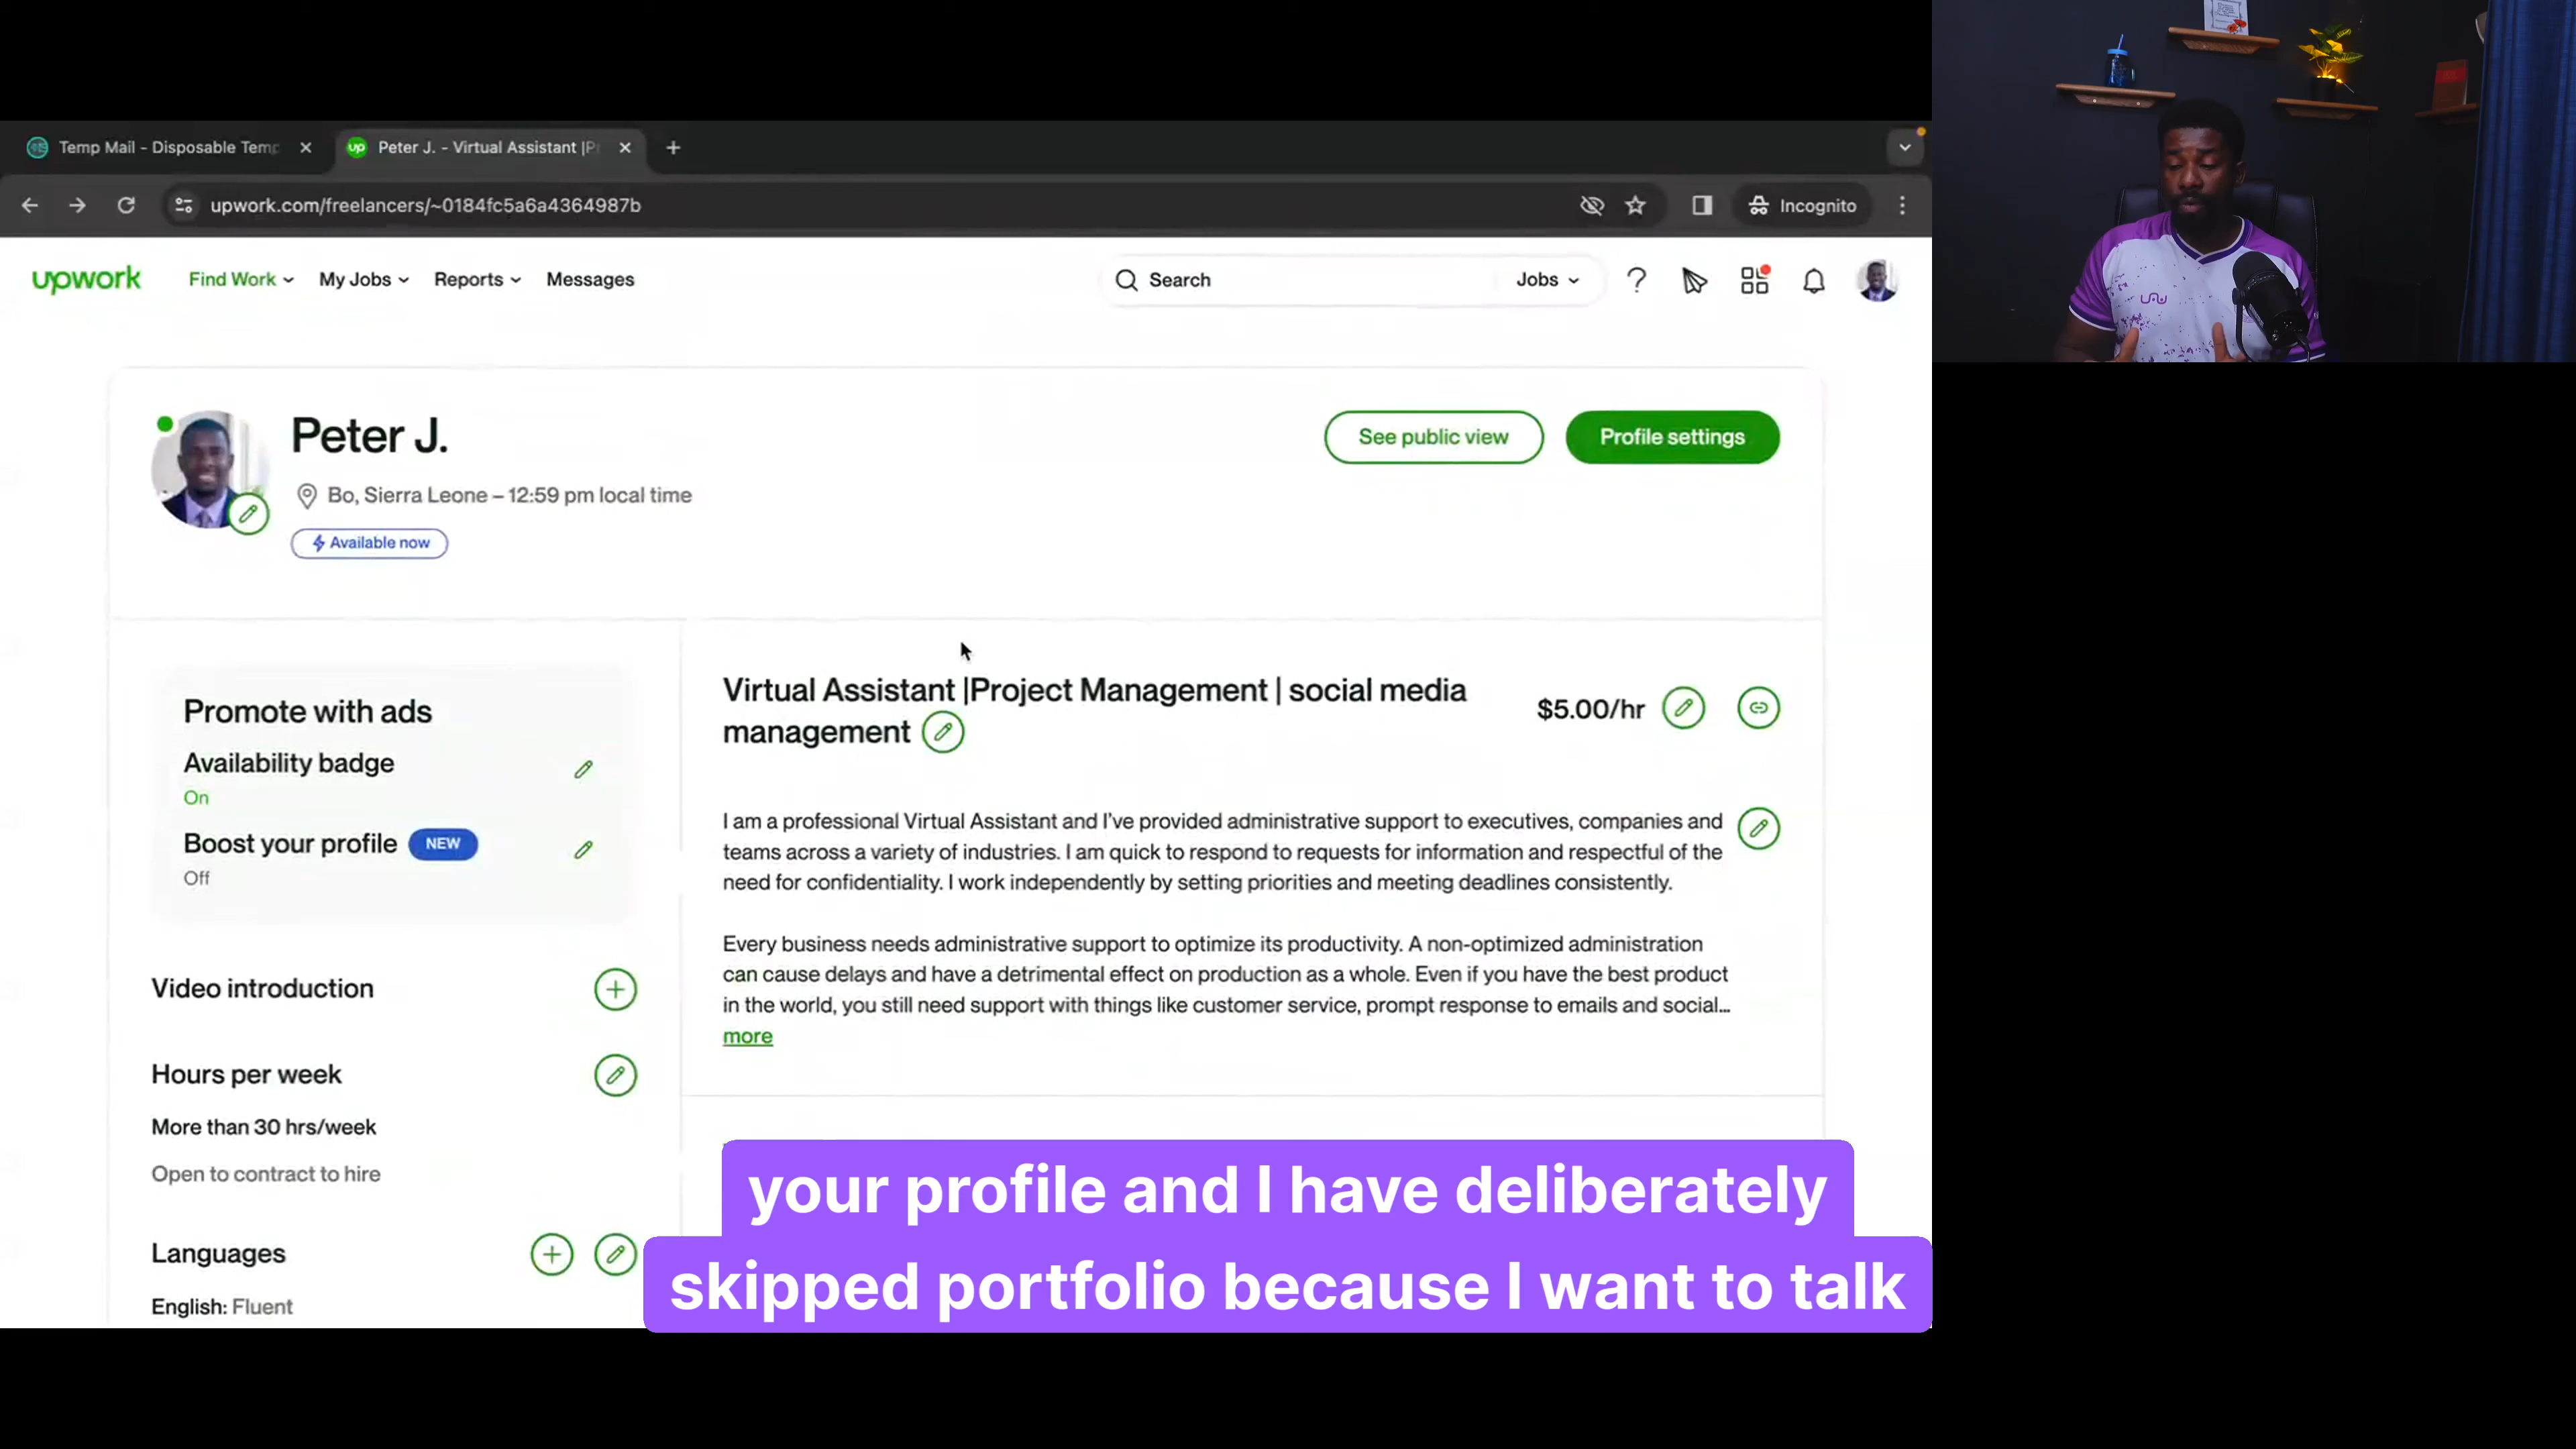 Temp Mail - Disposable Temp
up Peter J. - Virtual Assistant |P
upwork.com/freelancers/~0184fc5a6a4364987b
Incognito
upwork
Find Work
My Jobs
Reports
Messages
Search
Jobs
Peter J.
Bo, Sierra Leone – 12:59 pm local time
Available now
See public view
Profile settings
Promote with ads
Availability badge
On
Boost your profile NEW
Off
Video introduction
Hours per week
More than 30 hrs/week
Open to contract to hire
Languages
English: Fluent
Virtual Assistant |Project Management | social media
management
$5.00/hr
I am a professional Virtual Assistant and I've provided administrative support to executives, companies and
teams across a variety of industries. I am quick to respond to requests for information and respectful of the
need for confidentiality. I work independently by setting priorities and meeting deadlines consistently.
Every business needs administrative support to optimize its productivity. A non-optimized administration
can cause delays and have a detrimental effect on production as a whole. Even if you have the best product
in the world, you still need support with things like customer service, prompt response to emails and social...
more
your profile and I have deliberately
skipped portfolio because I want to talk